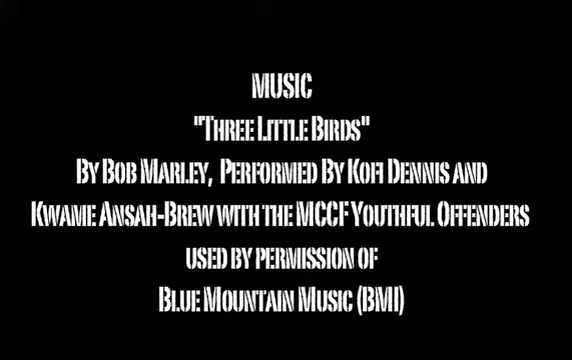 MUSIC
"THREE LITTLE BIRDS"
BY BOB MARLEY, PERFORMED BY KOFI DENNIS AND
KWAME ANSAH-BREW WITH THE MCCF YOUTHFUL OFFENDERS
USED BY PERMISSION OF
BLUE MOUNTAIN MUSIC (BMI)